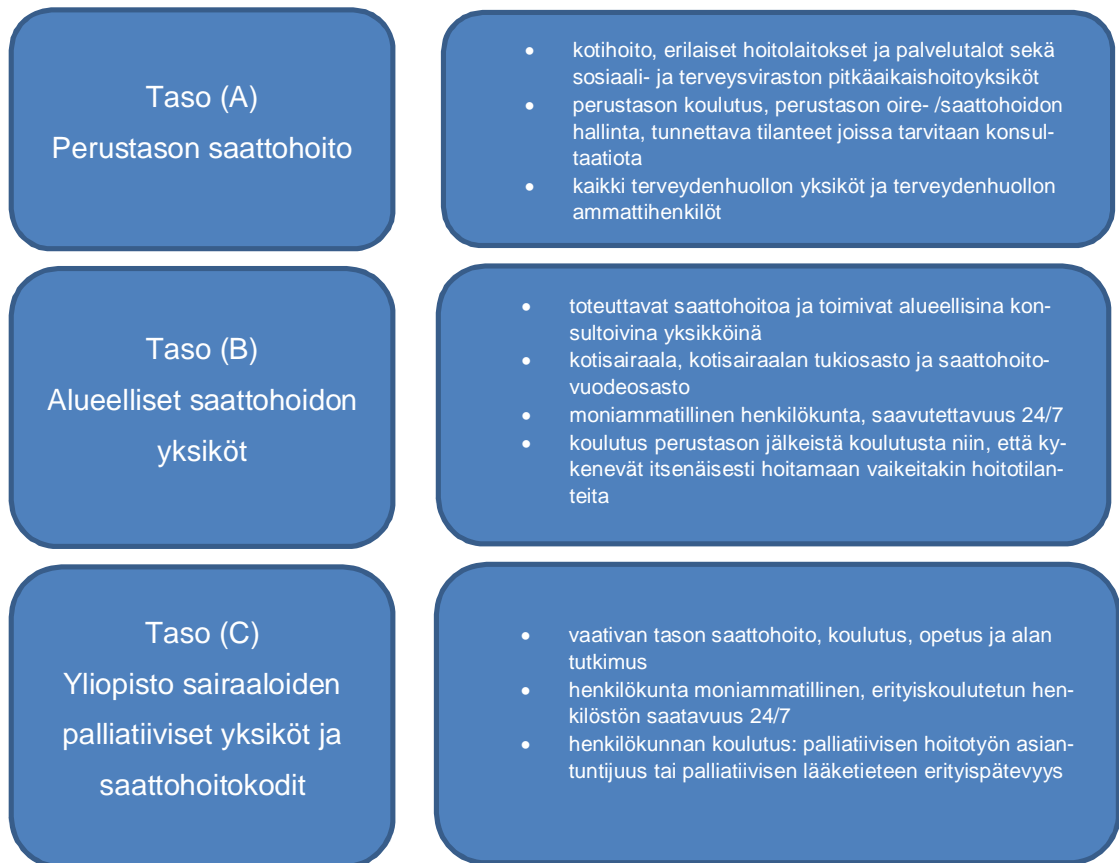 Taso (A)
Perustason saattohoito
• kotihoito, erilaiset hoitolaitokset ja palvelutalot sekä
sosiaali- ja terveysviraston pitkäaikaishoitoyksiköt
• perustason koulutus, perustason oire- /saattohoidon
hallinta, tunnettava tilanteet joissa tarvitaan konsul-
taatiota
• kaikki terveydenhuollon yksiköt ja terveydenhuollon
ammattihenkilöt
Taso (B)
Alueelliset saattohoidon
yksiköt
• toteuttavat saattohoitoa ja toimivat alueellisina kon-
sultoivina yksikköinä
• kotisairaala, kotisairaalan tukiosasto ja saattohoito-
vuodeosasto
• moniammatillinen henkilökunta, saavutettavuus 24/7
• koulutus perustason jälkeistä koulutusta niin, että ky-
kenevät itsenäisesti hoitamaan vaikeitakin hoitotilan-
teita
Taso (C)
Yliopisto sairaaloiden
palliatiiviset yksiköt ja
saattohoitokodit
• vaativan tason saattohoito, koulutus, opetus ja alan
tutkimus
• henkilökunta moniammatillinen, erityiskoulutetun hen-
kilöstön saatavuus 24/7
• henkilökunnan koulutus: palliatiivisen hoitotyön asian-
tuntijuus tai palliatiivisen lääketieteen erityispätevyys